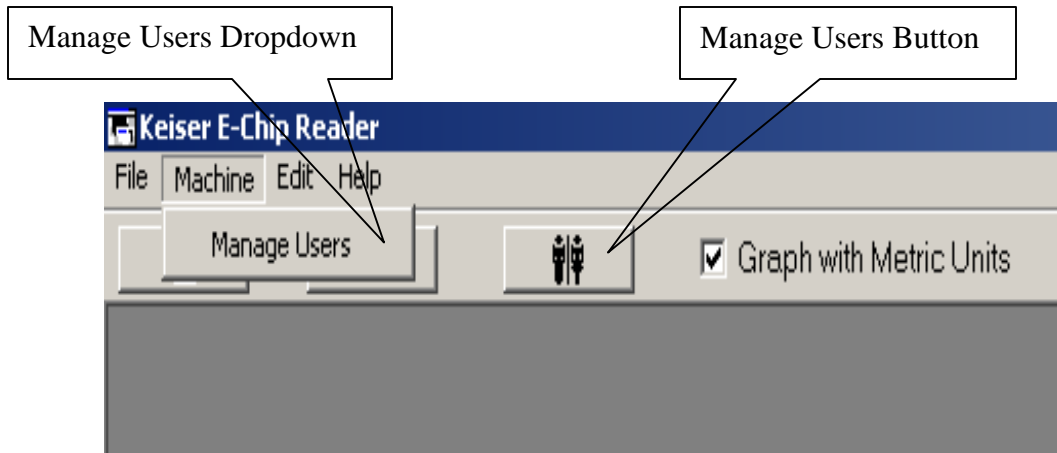 Manage Users Dropdown
Manage Users Button
Keiser E-Chip Reader
File Machine Edit Help
Manage Users
Graph with Metric Units